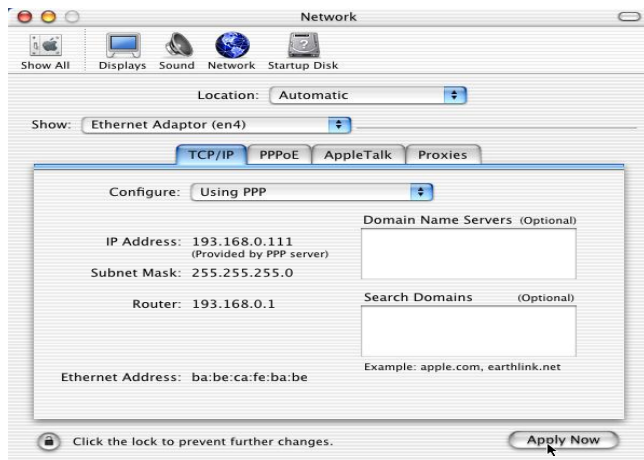 Network
Show All Displays Sound Network Startup Disk
Location: Automatic
Show: Ethernet Adaptor (en4)
TCP/IP PPPoE AppleTalk Proxies
Configure: Using PPP
Domain Name Servers (Optional)
IP Address: 193.168.0.111
(Provided by PPP server)
Subnet Mask: 255.255.255.0
Search Domains (Optional)
Router: 193.168.0.1
Example: apple.com, earthlink.net
Ethernet Address: ba:be:ca:fe:ba:be
Click the lock to prevent further changes.
Apply Now